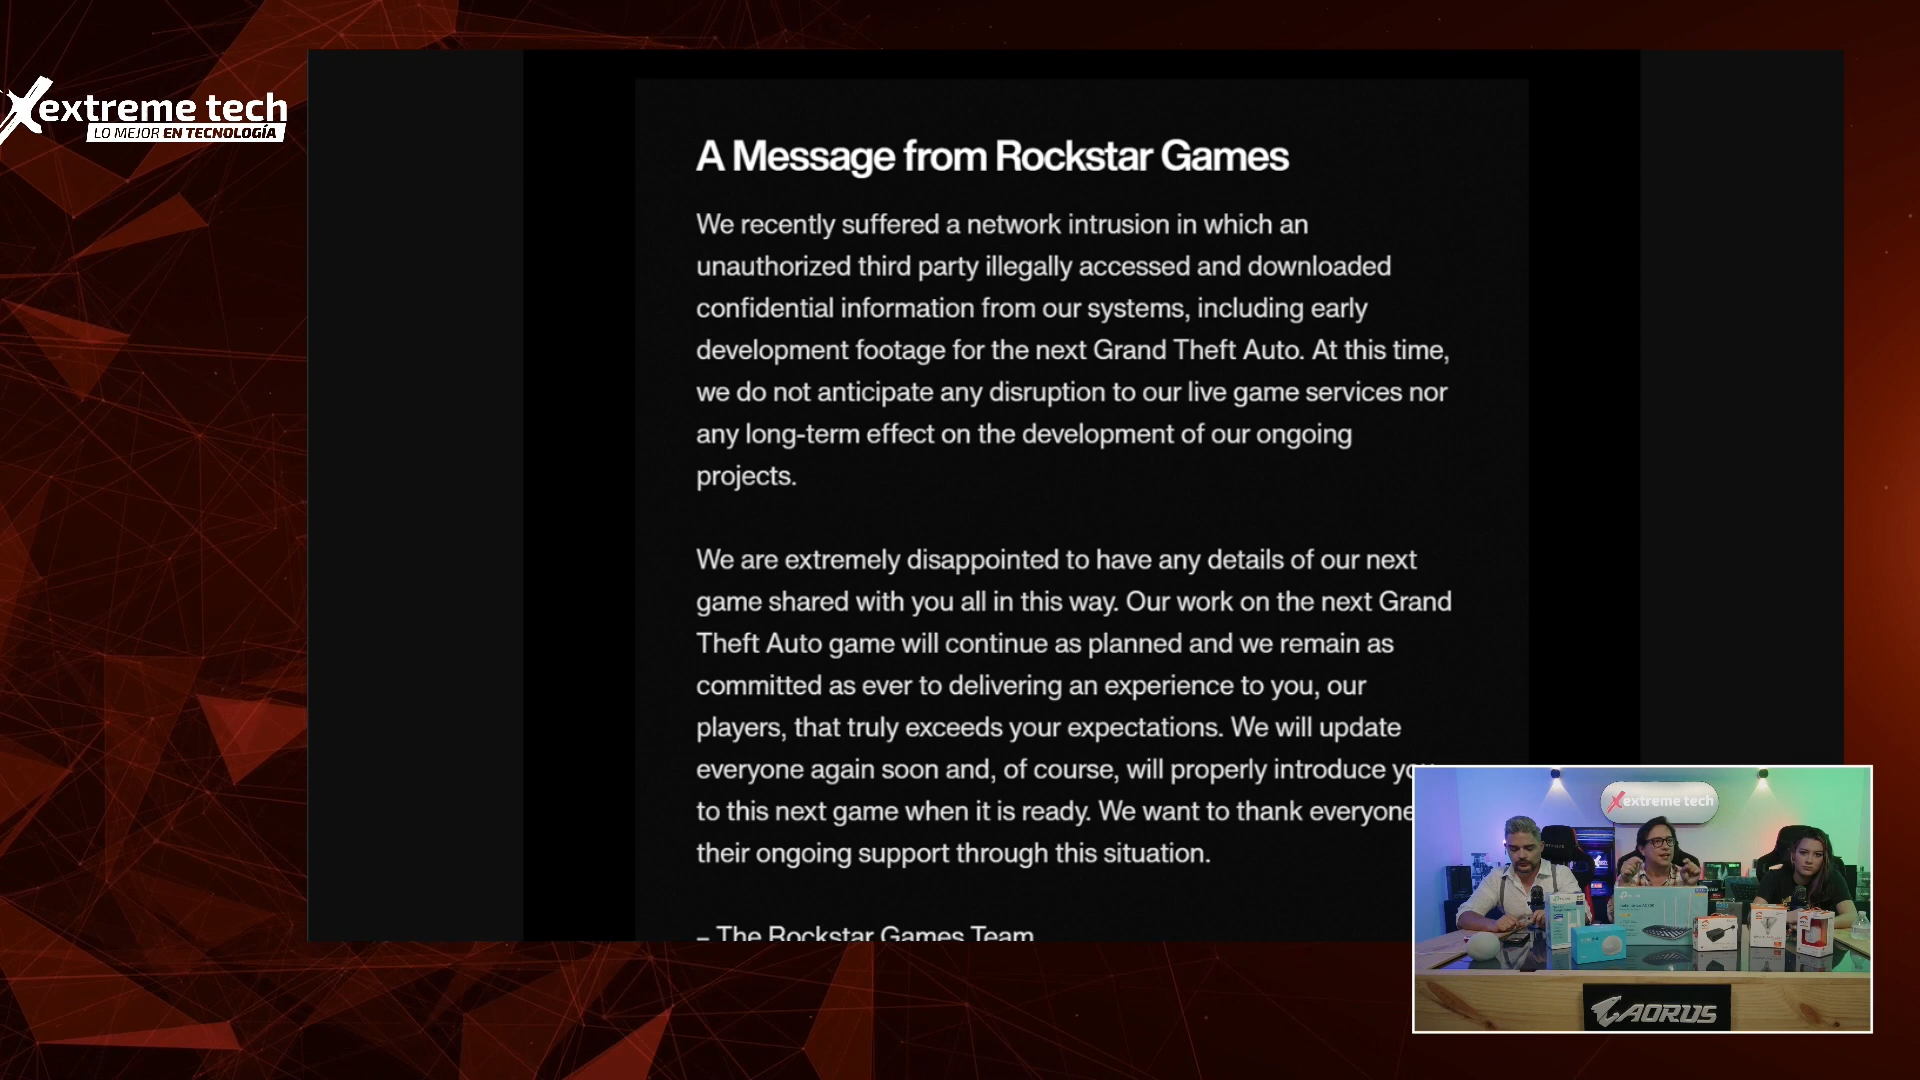 extreme tech
LO MEJOR EN TECNOLOGÍA
A Message from Rockstar Games
We recently suffered a network intrusion in which an
unauthorized third party illegally accessed and downloaded
confidential information from our systems, including early
development footage for the next Grand Theft Auto. At this time,
we do not anticipate any disruption to our live game services nor
any long-term effect on the development of our ongoing
projects.
We are extremely disappointed to have any details of our next
game shared with you all in this way. Our work on the next Grand
Theft Auto game will continue as planned and we remain as
committed as ever to delivering an experience to you, our
players, that truly exceeds your expectations. We will update
everyone again soon and, of course, will properly introduce you
to this next game when it is ready. We want to thank everyone
their ongoing support through this situation.
– The Rockstar Games Team
extreme tech
AORUS